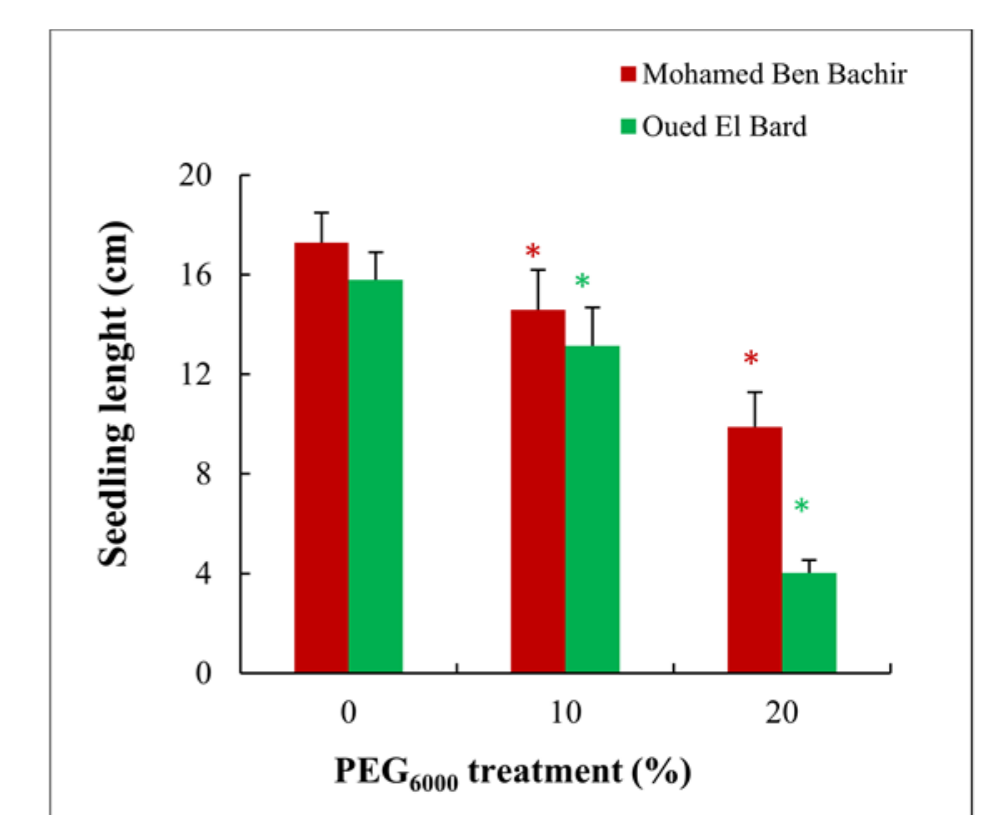 Mohamed Ben Bachir
Oued El Bard
20
16
12
8
4
0
Seedling lenght (cm)
*
*
*
*
0 10 20
PEG6000 treatment (%)